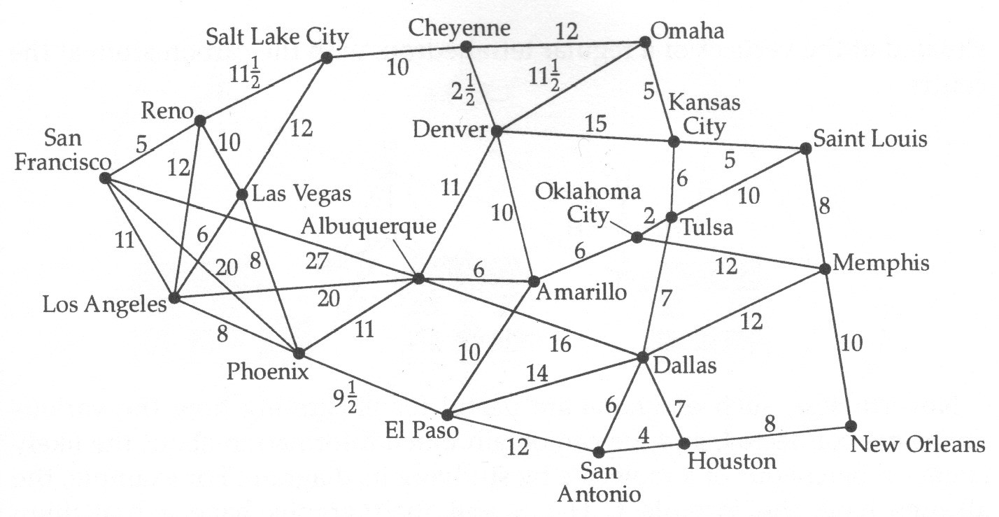 Salt Lake City
Cheyenne
12
Omaha
11½
10
2½
11½
5
Reno
Kansas
City
San
Francisco
5
10
12
Denver
15
Saint Louis
12
5
Las Vegas
11
6
10
Oklahoma
City
8
2
Tulsa
10
11
6
Albuquerque
20
8
27
6
6
12
Memphis
Los Angeles
20
Amarillo
7
8
11
16
12
10
Phoenix
10
14
Dallas
9½
6
7
El Paso
12
4
8
New Orleans
San
Antonio
Houston